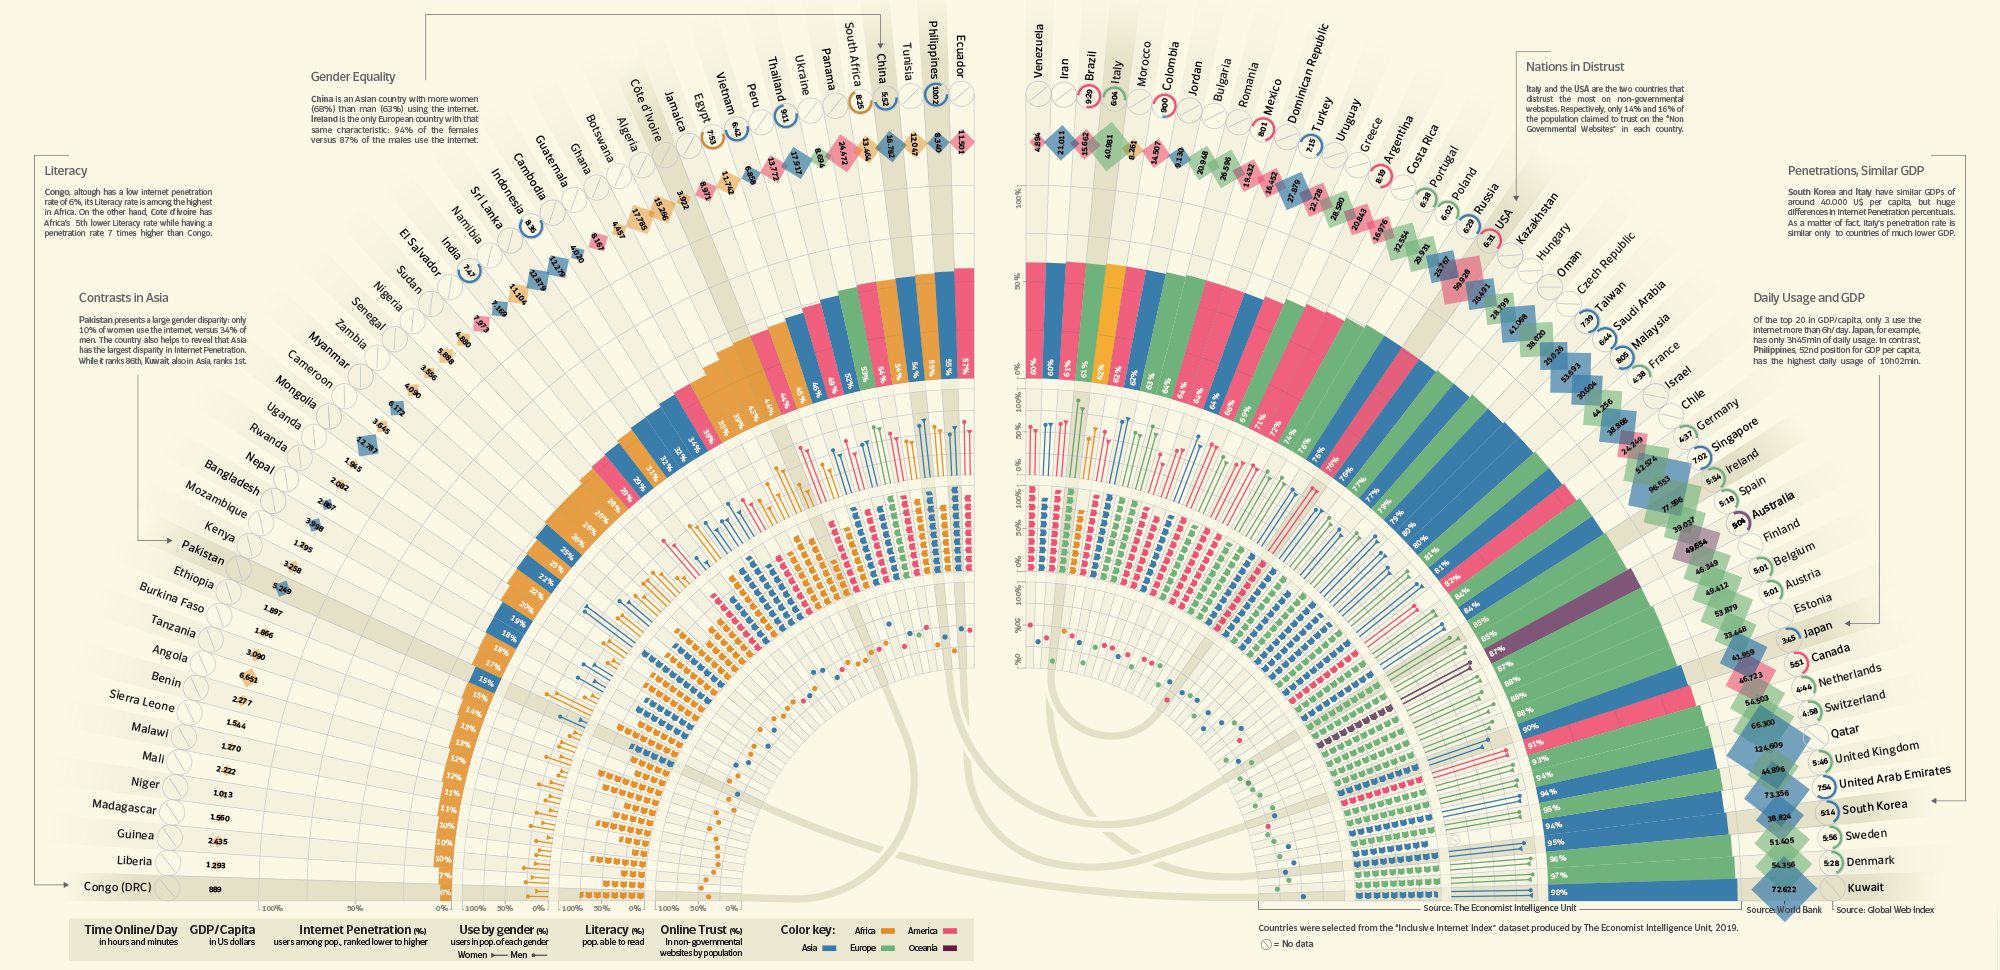 Gender Equality
China is an Asian country with more women
(68%) than man (63%) using the internet.
Ireland is the only European country with that
same characteristic: 94% of the females
versus 87% of the males use the internet.
Literacy
Congo, altough has a low internet penetration
rate of 6%, its Literacy rate is among the highest
in Africa. On the other hand, Cote d'Ivoire has
Africa's 5th lower Literacy rate while having a
penetration rate 7 times higher than Congo.
Contrasts in Asia
Pakistan presents a large gender disparity: only
10% of women use the internet, versus 34% of
men. The country also helps to reveal that Asia
has the largest disparity in Internet Penetration.
While it ranks 86th, Kuwait, also in Asia, ranks 1st.
Nations in Distrust
Italy and the USA are the two countries that
distrust the most on non-governmental
websites. Respectively, only 14% and 16% of
the population claimed to trust on the "Non
Governmental Websites" in each country.
Penetrations, Similar GDP
South Korea and Italy have similar GDPs of
around 40.000 U$ per capita, but huge
differences in Internet Penetration percentuals.
As a matter of fact, Italy's penetration rate is
similar only to countries of much lower GDP.
Daily Usage and GDP
Of the top 20 in GDP/capita, only 3 use the
internet more than 6h/day. Japan, for example,
has only 3h45min of daily usage. In contrast,
Philippines, 52nd position for GDP per capita,
has the highest daily usage of 10h02min.
Congo (DRC) 889 6%
Liberia 1.293 7%
Guinea 2.435 10%
Madagascar 1.560 10%
Niger 1.013 10%
Mali 2.222 11%
Malawi 1.270 11%
Sierra Leone 1.544 12%
Benin 2.277 12%
Angola 6.651 13%
Tanzania 3.090 13%
Burkina Faso 1.866 14%
Ethiopia 1.897 15%
Pakistan 5.249 15%
Kenya 3.258 17%
Mozambique 1.295 18%
Bangladesh 3.998 18%
Nepal 19%
Rwanda 2.082 20%
Uganda 1.945 22%
Mongolia 12.787 22%
Cameroon 3.645
Myanmar 6.172 25%
Zambia 4.090 26%
Senegal 3.556 26%
Nigeria 5.888 26%
Sudan 4.880
El Salvador 7.973 29%
India 7:47 7.169 29%
Namibia 11.104 31%
Sri Lanka 12.879 32%
Indonesia 8:36 12.279 32%
Cambodia 4.020 34%
Guatemala 8.167 35%
Ghana 4.457 35%
Botswana 17.785 39%
Algeria 15.266 43%
Côte d'Ivoire 3.922 44%
Jamaica 8.971 44%
Egypt 7:53 11.742 45%
Vietnam 6:42 6.858 46%
Peru 13.772 49%
Thailand 9:11 17.917 52%
Ukraine 8.694 53%
Panama 24.472 54%
South Africa 8:25 13.464 54%
China 5:52 16.782 54%
Tunisia 12.047 55%
Philippines 10:02 8.340 55%
Ecuador 11.501 57%
Venezuela 4.894 60%
Iran 21.011 60%
Brazil 9:29 15.662 61%
Italy 6:04 40.981 61%
Morocco 8.261 62%
Colombia 9:00 14.507 62%
Jordan 9.130 62%
Bulgaria 20.948 63%
Romania 26.596 64%
Mexico 8:01 19.432 64%
Dominican Republic 16.452 64%
Turkey 7:15 27.879 64%
Uruguay 22.728 66%
Greece 28.580 69%
Argentina 8:39 20.843 71%
Costa Rica 16.976 72%
Portugal 6:38 32.554 74%
Poland 6:02 29.931 76%
Russia 6:29 25.767 76%
USA 6:31 59.928 76%
Kazakhstan 26.491 76%
Hungary 28.799 77%
Oman 41.068 77%
Czech Republic 38.020 79%
Taiwan 7:39 25.026 79%
Saudi Arabia 6:44 53.893 80%
Malaysia 8:05 30.004 80%
France 4:38 44.256 81%
Israel 38.868 81%
Chile 24.249 82%
Germany 4:37 52.574 84%
Singapore 7:02 96.553 84%
Ireland 5:54 77.596 85%
Spain 5:18 39.037 85%
Australia 5:04 49.654 87%
Finland 46.349 87%
Belgium 5:01 49.412 88%
Austria 5:01 53.879 88%
Estonia 33.448 88%
Japan 3:45 41.959 90%
Canada 5:51 46.723 91%
Netherlands 4:44 54.503 93%
Switzerland 4:58 66.300 94%
Qatar 124.609 94%
United Kingdom 5:46 44.896 95%
United Arab Emirates 7:54 73.356 94%
South Korea 5:14 38.824 95%
Sweden 5:56 51.405 96%
Denmark 5:28 54.356 97%
Kuwait 72.622 98%
100% 50% 0%
100% 50% 0%
100% 50% 0%
100% 50% 0%
100%
50%
0%
100%
50%
0%
100%
50%
0%
100%
50%
0%
Source: The Economist Intelligence Unit
Source: World Bank
Source: Global Web Index
Time Online/Day
in hours and minutes
GDP/Capita
in US dollars
Internet Penetration (%)
users among pop., ranked lower to higher
Use by gender (%)
users in pop. of each gender
Women Men
Literacy (%)
pop. able to read
Online Trust (%)
In non- governmental
websites by population
Color key:
Africa
America
Asia
Europe
Oceania
Countries were selected from the "Inclusive Internet Index" dataset produced by The Economist Intelligence Unit, 2019.
= No data